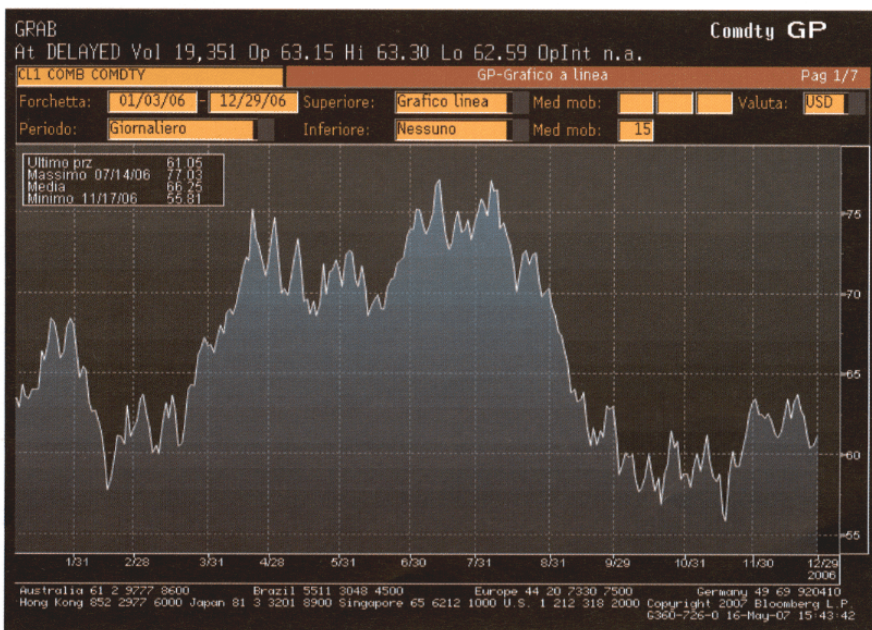 GRAB
Comdty GP
At DELAYED Vol 19,351 Op 63.15 Hi 63.30 Lo 62.59 OpInt n.a.
CL1 COMB COMDTY GP-Grafico a linea Pag 1/7
Forchetta: 01/03/06 - 12/29/06 Superiore: Grafico linea Med mob: Valuta: USD
Periodo: Giornaliero Inferiore: Nessuno Med mob: 15
Ultimo prz 61.05
Massimo 07/14/06 77.03
Media 66.25
Minimo 11/17/06 55.81
75
70
65
60
55
1/31 2/28 3/31 4/28 5/31 6/30 7/31 8/31 9/29 10/31 11/30 12/29
2006
Australia 61 2 9777 8600 Brazil 5511 3048 4500 Europe 44 20 7330 7500 Germany 49 69 920410
Hong Kong 852 2977 6000 Japan 81 3 3201 8900 Singapore 65 6212 1000 U.S. 1 212 318 2000 Copyright 2007 Bloomberg L.P.
G360-726-0 16-May-07 15:43:42